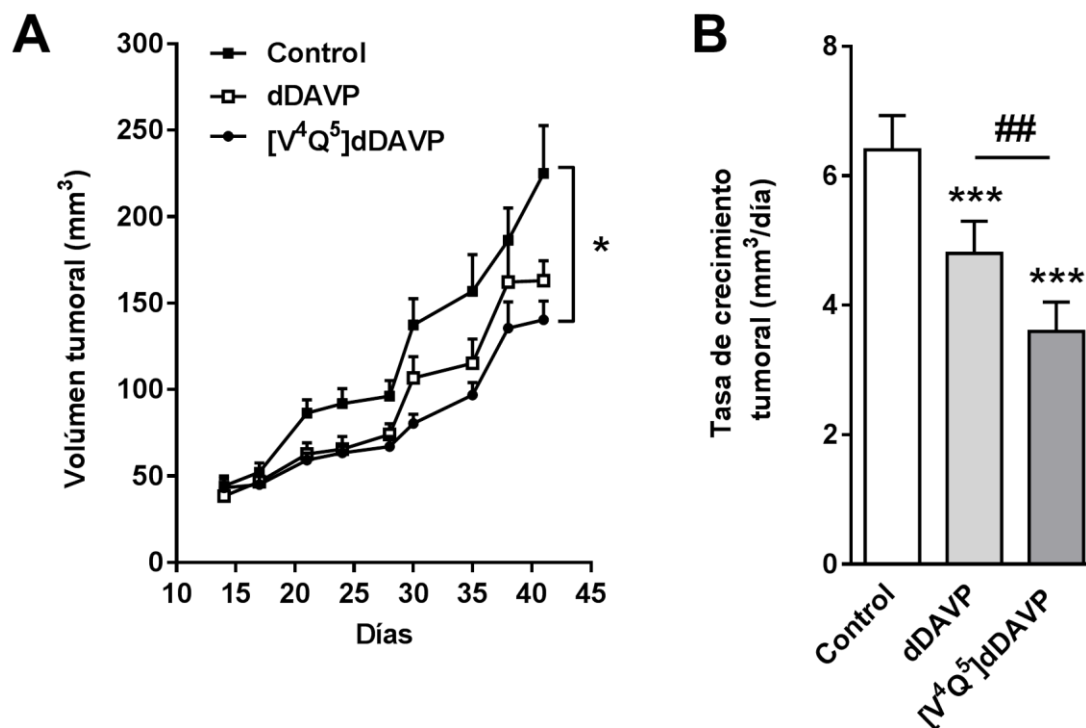 A
Volúmen tumoral (mm³)
300
250
200
150
100
50
0
Control
dDAVP
[V⁴Q⁵]dDAVP
*
10 15 20 25 30 35 40 45
Días
B
Tasa de crecimiento
tumoral (mm³/día)
8
6
4
2
0
##
***
***
Control
dDAVP
[V⁴Q⁵]dDAVP